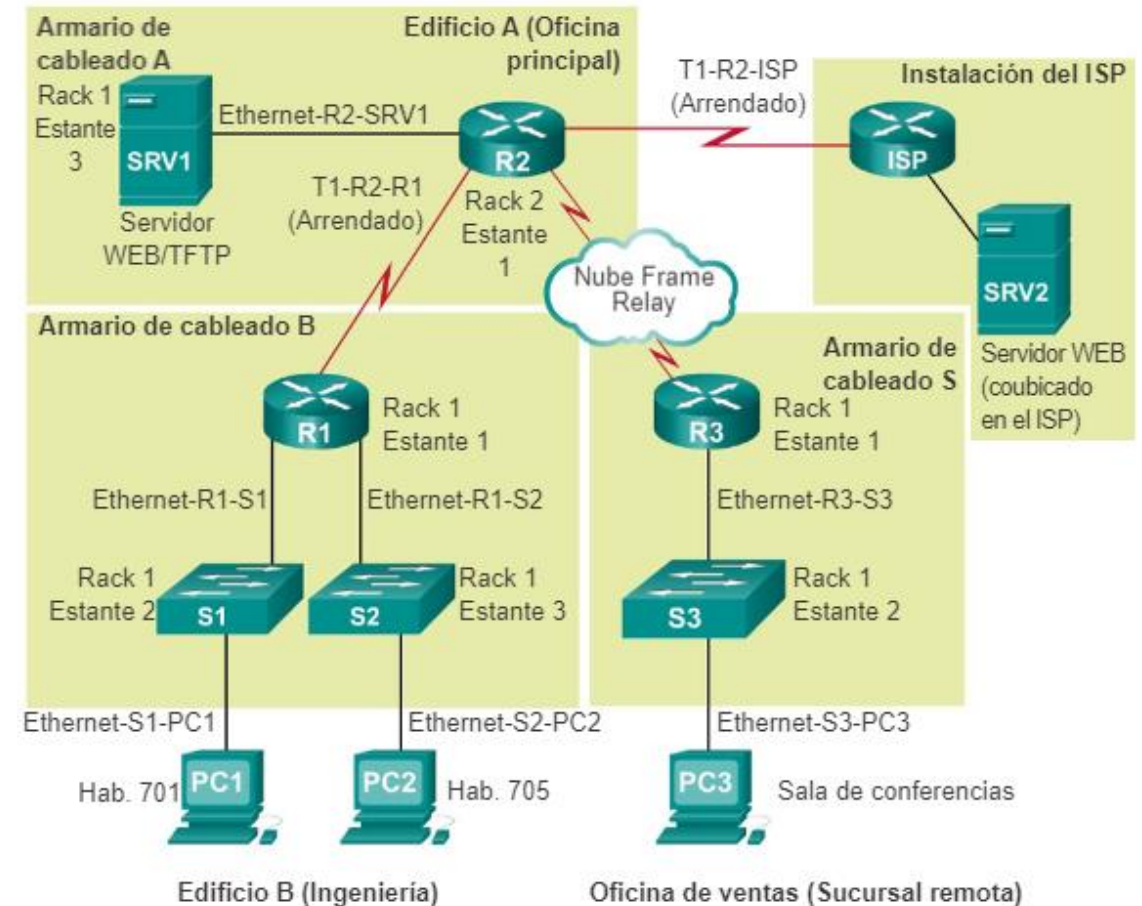 Armario de
cableado A
Rack 1
Estante
3
SRV1
Servidor
WEB/TFTP
Ethernet-R2-SRV1
Edificio A (Oficina
principal)
R2
Rack 2
Estante
1
T1-R2-R1
(Arrendado)
T1-R2-ISP
(Arrendado)
Instalación del ISP
ISP
SRV2
Servidor WEB
(coubicado
en el ISP)
Nube Frame
Relay
Armario de cableado B
R1
Rack 1
Estante 1
Ethernet-R1-S1
Ethernet-R1-S2
Rack 1
Estante 2
S1
S2
Rack 1
Estante 3
Armario de
cableado S
R3
Rack 1
Estante 1
Ethernet-R3-S3
S3
Rack 1
Estante 2
Ethernet-S1-PC1
Ethernet-S2-PC2
Ethernet-S3-PC3
Hab. 701
PC1
PC2
Hab. 705
PC3
Sala de conferencias
Edificio B (Ingeniería)
Oficina de ventas (Sucursal remota)